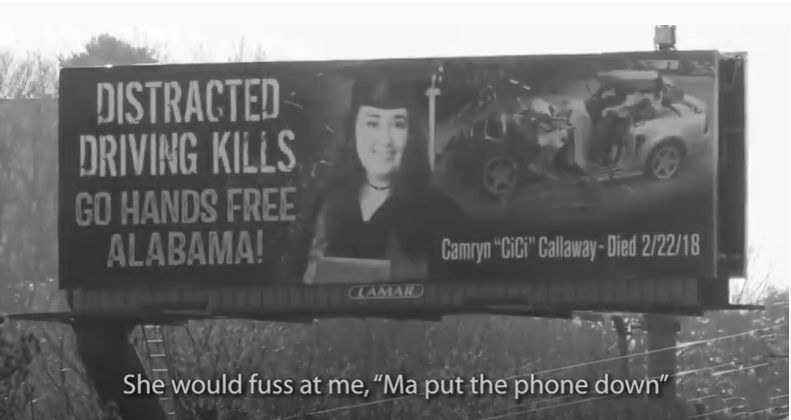 DISTRACTED
DRIVING KILLS
GO HANDS FREE
ALABAMA!
Camryn "CiCi" Callaway - Died 2/22/18
LAMAR
She would fuss at me, “Ma put the phone down”